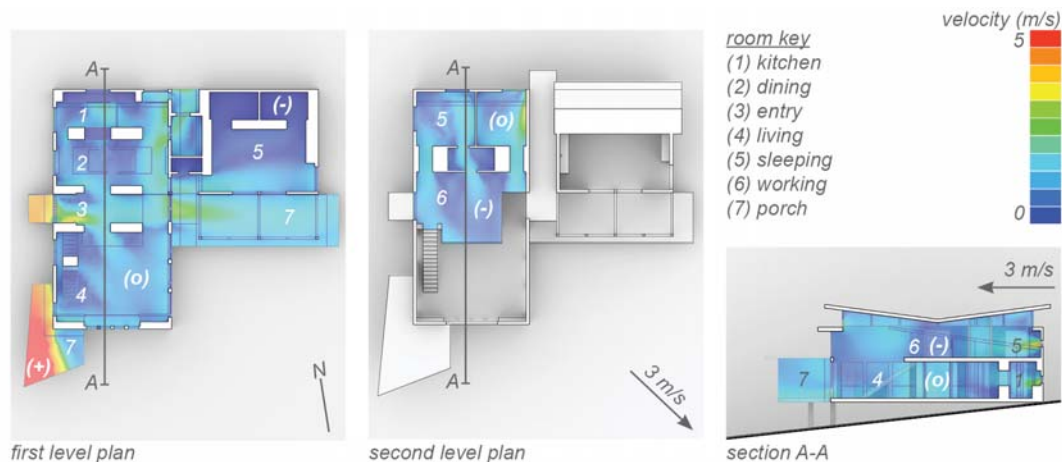 A
1
2
3
4
(o)
(+)
7
5
(-)
7
A
N
first level plan
A
5
(o)
6
(-)
A
3 m/s
second level plan
room key
(1) kitchen
(2) dining
(3) entry
(4) living
(5) sleeping
(6) working
(7) porch
velocity (m/s)
5
0
3 m/s
6 (-)
5
7
4
(o)
1
section A-A